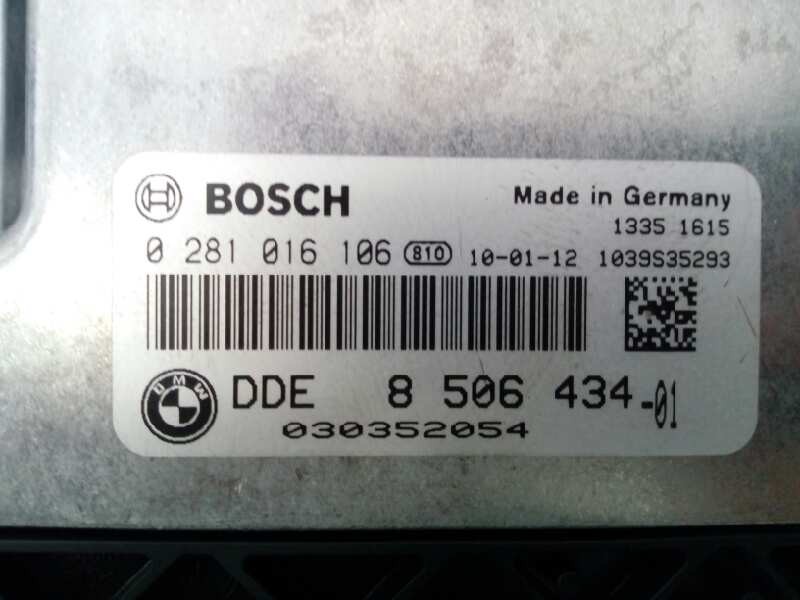 BOSCH Made in Germany
1335 1615
0 281 016 106 810 10-01-12 1039S35293
BMW DDE 8 506 434-01
030352054